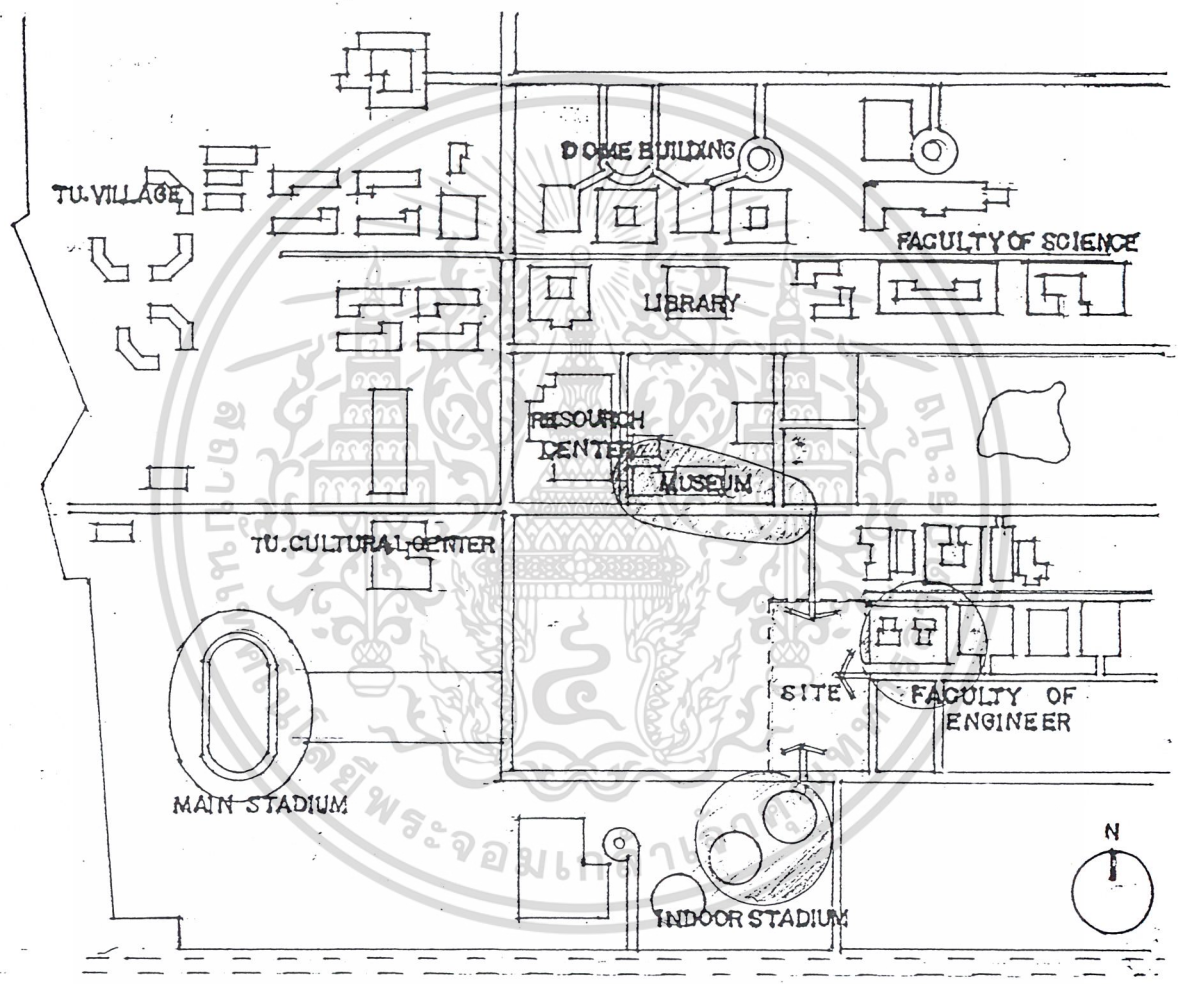 DOME BUILDING
TU.VILLAGE
FACULTY OF SCIENCE
LIBRARY
RESOURCH
CENTER
MUSEUM
TU.CULTURAL CENTER
SITE
FACULTY OF
ENGINEER
MAIN STADIUM
N
INDOOR STADIUM